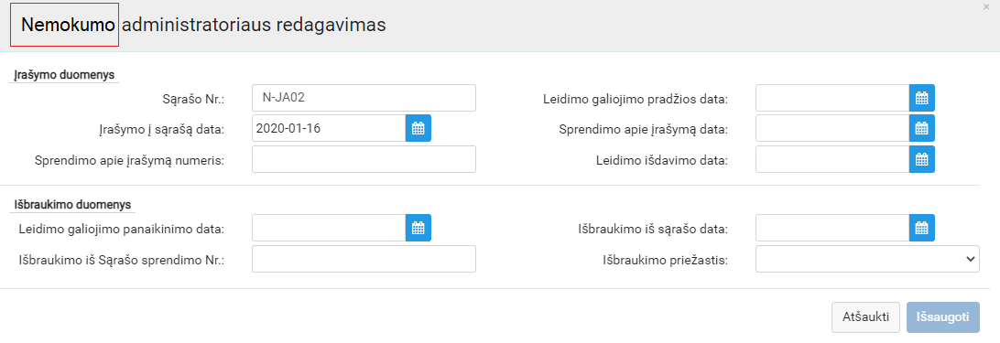 Nemokumo administratoriaus redagavimas
×
Įrašymo duomenys
Sąrašo Nr.: N-JA02 Leidimo galiojimo pradžios data:
Įrašymo į sąrašą data: 2020-01-16 Sprendimo apie įrašymą data:
Sprendimo apie įrašymą numeris: Leidimo išdavimo data:
Išbraukimo duomenys
Leidimo galiojimo panaikinimo data: Išbraukimo iš sąrašo data:
Išbraukimo iš Sąrašo sprendimo Nr.: Išbraukimo priežastis:
Atšaukti Išsaugoti